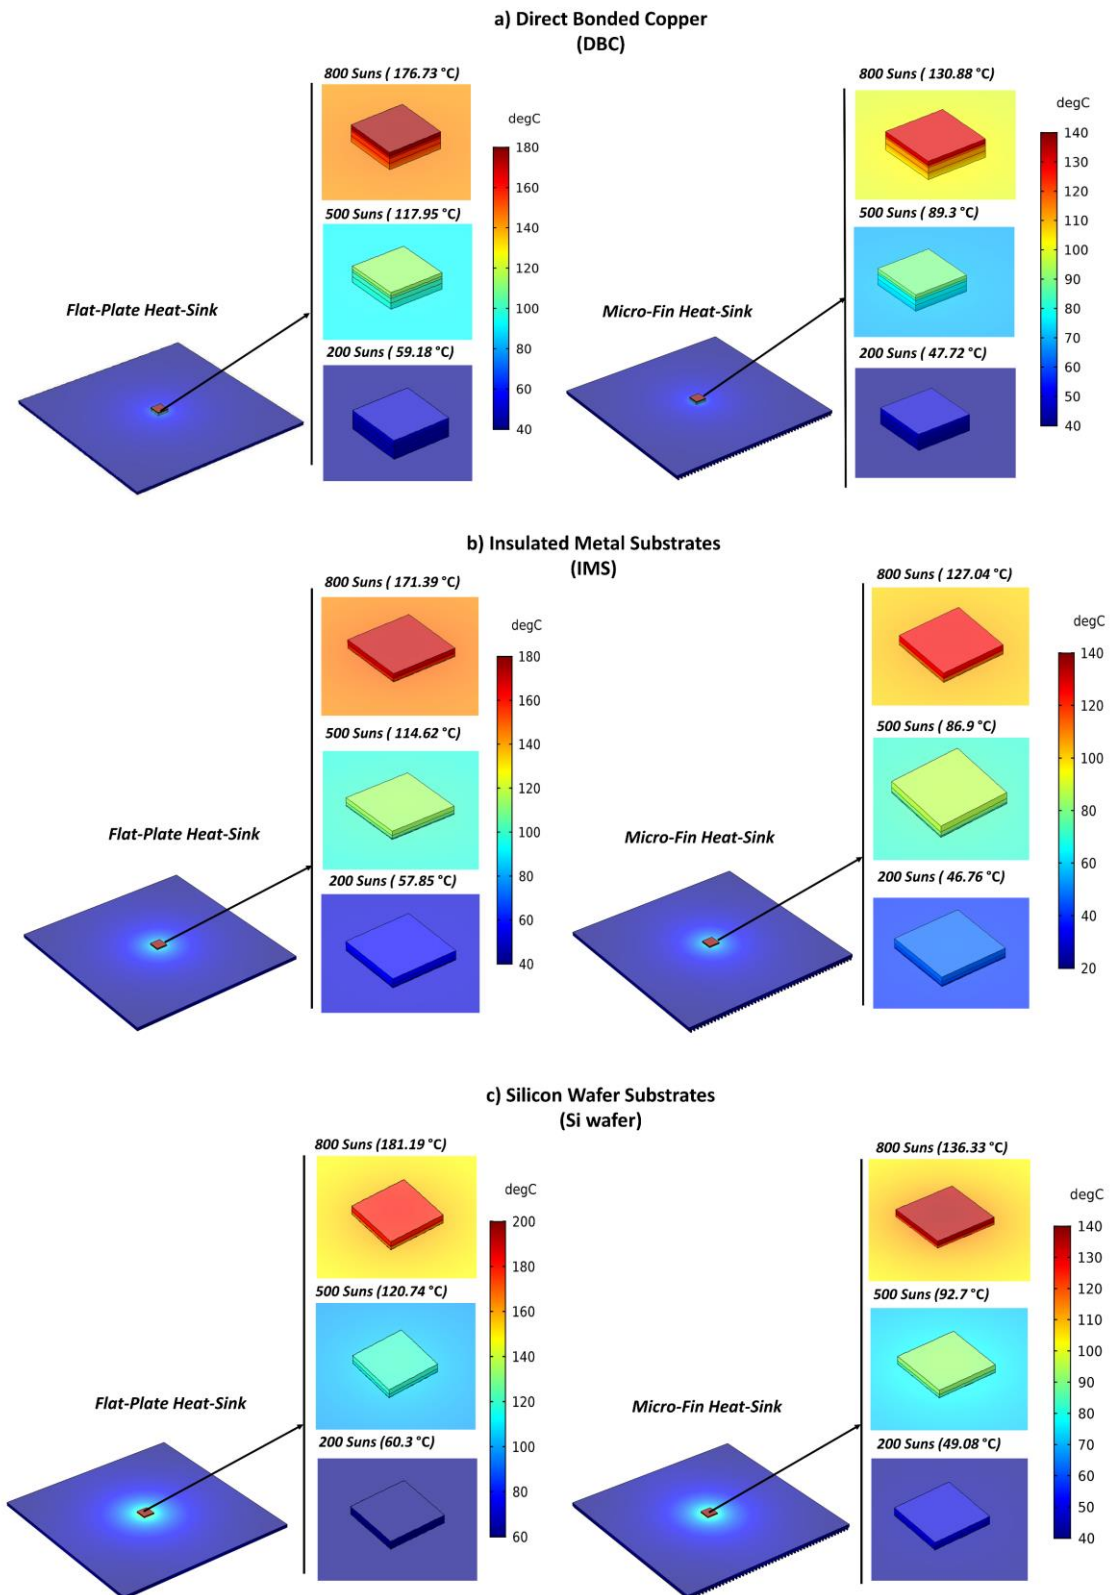 a) Direct Bonded Copper
(DBC)
800 Suns ( 176.73 °C)
800 Suns ( 130.88°C)
degC
180
160
140
120
100
80
60
40
degC
140
130
120
110
100
90
80
70
60
50
40
500 Suns ( 117.95 °C)
500 Suns ( 89.3 °C)
Flat-Plate Heat-Sink
Micro-Fin Heat-Sink
200 Suns ( 59.18 °C)
200 Suns ( 47.72 °C)
b) Insulated Metal Substrates
(IMS)
800 Suns ( 171.39 °C)
800 Suns ( 127.04°C)
degC
180
160
140
120
100
80
60
40
degC
140
120
100
80
60
40
20
500 Suns ( 114.62 °C)
500 Suns ( 86.9 °C)
Flat-Plate Heat-Sink
Micro-Fin Heat-Sink
200 Suns ( 57.85 °C)
200 Suns ( 46.76 °C)
c) Silicon Wafer Substrates
(Si wafer)
800 Suns (181.19 °C)
800 Suns (136.33 °C)
degC
200
180
160
140
120
100
80
60
degC
140
130
120
110
100
90
80
70
60
50
40
500 Suns (120.74 °C)
500 Suns (92.7 °C)
Flat-Plate Heat-Sink
Micro-Fin Heat-Sink
200 Suns (60.3 °C)
200 Suns (49.08 °C)